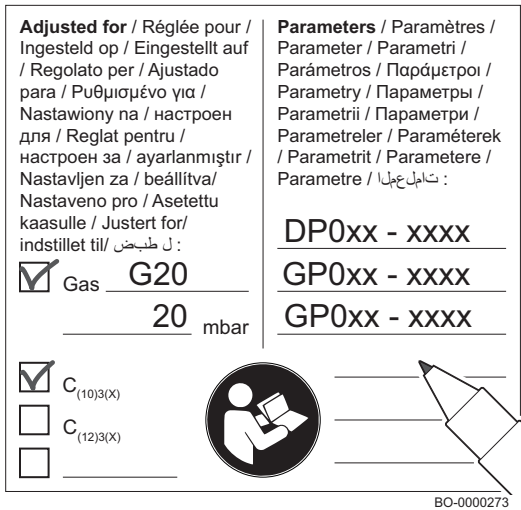 Adjusted for / Réglée pour /
Ingesteld op / Eingestellt auf
/ Regolato per / Ajustado
para / Ρυθμισμένο για /
Nastawiony na / настроен
для / Reglat pentru /
настроен за / ayarlanmıştır /
Nastavljen za / beállítva/
Nastaveno pro / Asetettu
kaasulle / Justert for/
indstillet til/ ل طبض :
Gas G20
20 mbar
C(10)3(X)
C(12)3(X)
Parameters / Paramètres /
Parameter / Parametri /
Parámetros / Παράμετροι /
Parametry / Параметры /
Parametrii / Параметри /
Parametreler / Paraméterek
/ Parametrit / Parametere /
Parametre / تاملعملا :
DP0xx - xxxx
GP0xx - xxxx
GP0xx - xxxx
BO-0000273